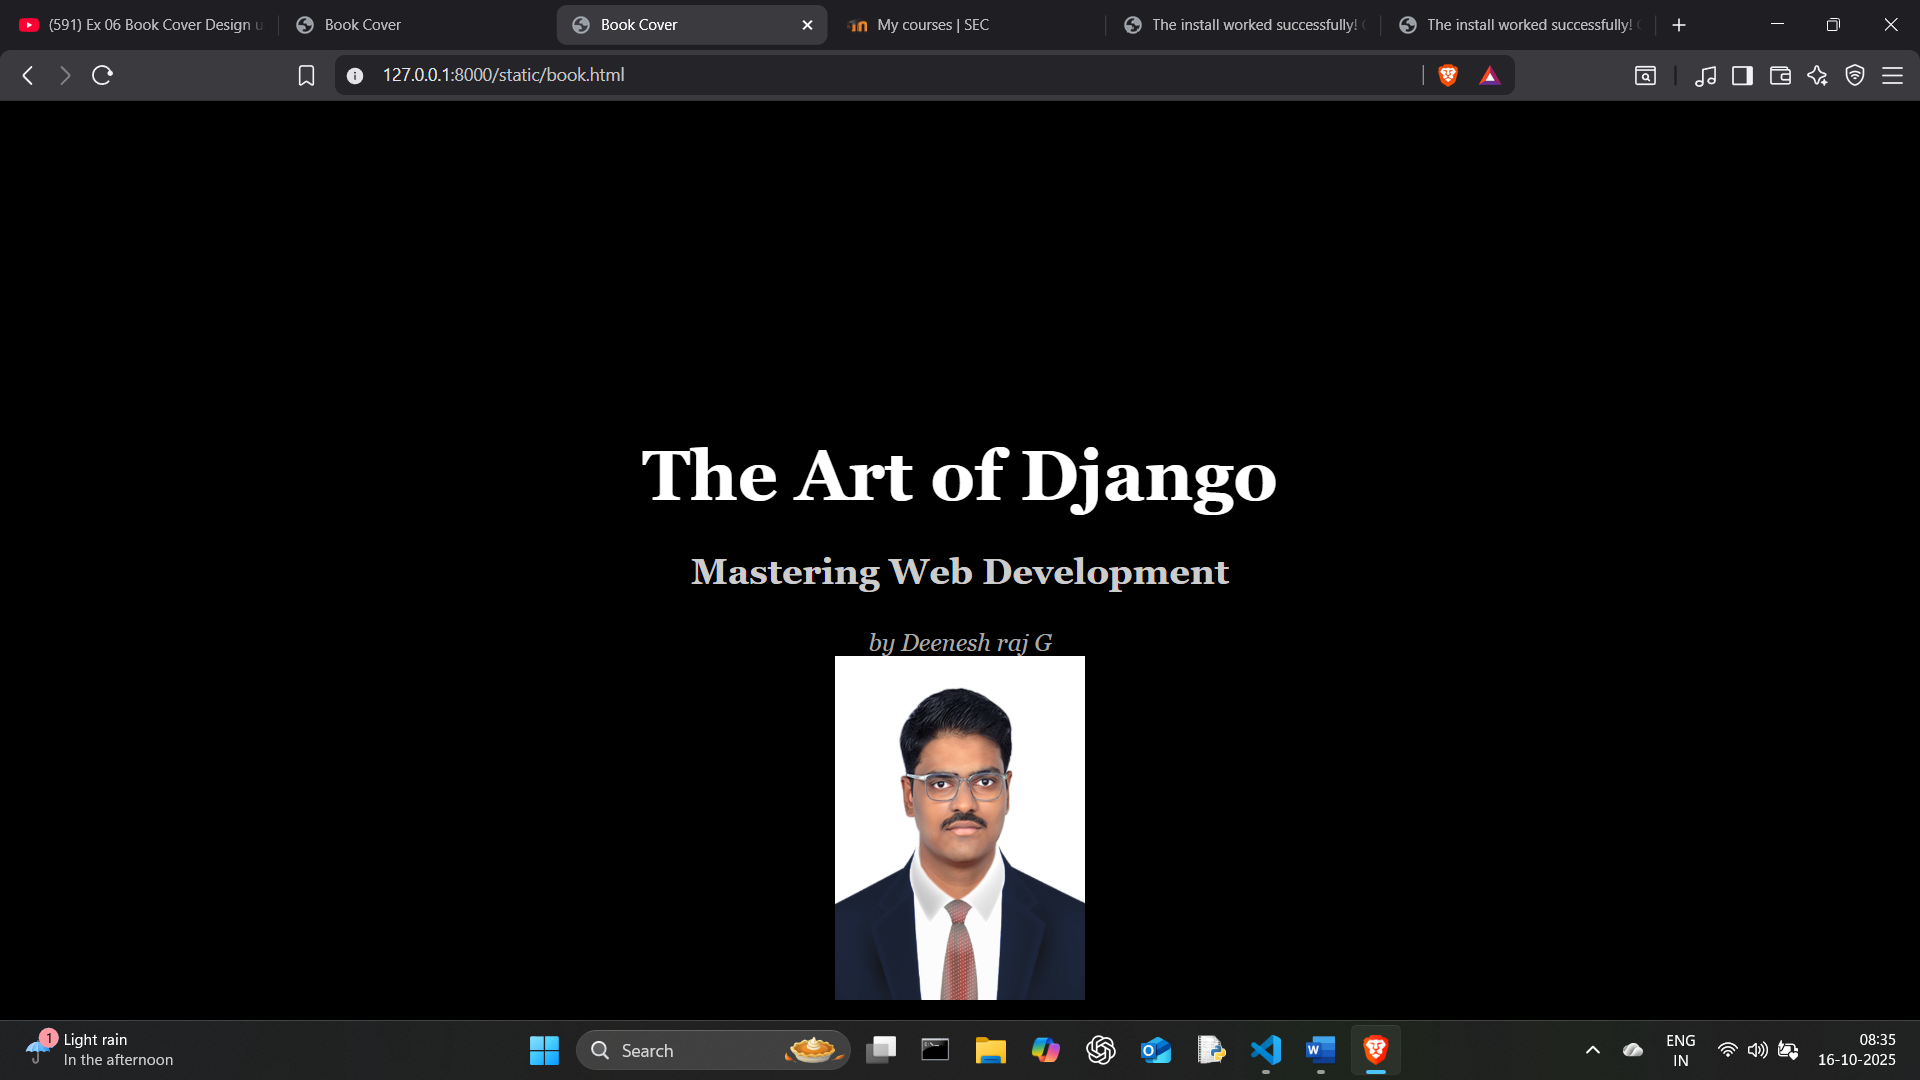 (591) Ex 06 Book Cover Design u
Book Cover
Book Cover
My courses | SEC
The install worked successfully!
The install worked successfully!
127.0.0.1:8000/static/book.html
The Art of Django
Mastering Web Development
by Deenesh raj G
1
Light rain
In the afternoon
Search
ENG
IN
08:35
16-10-2025